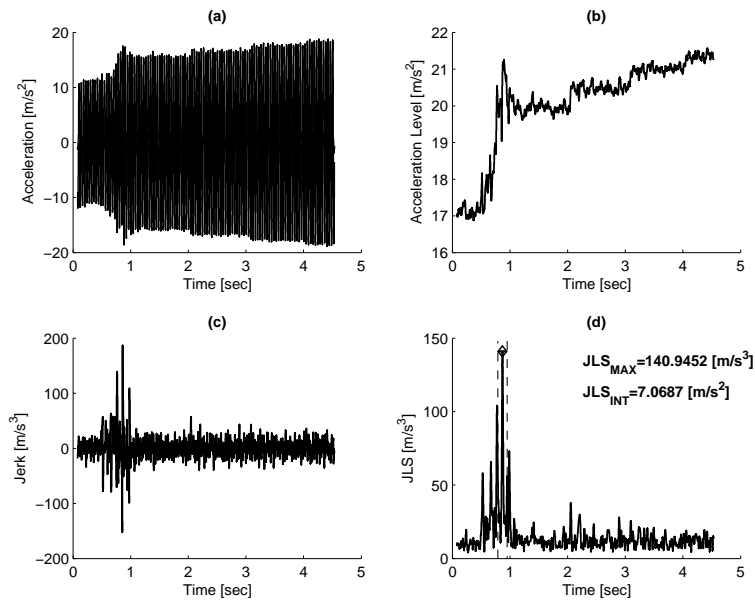 (a)
20
10
0
−10
−20
0 1 2 3 4 5
Acceleration [m/s²]
Time [sec]
(b)
22
21
20
19
18
17
16
0 1 2 3 4 5
Acceleration Level [m/s²]
Time [sec]
(c)
200
100
0
−100
−200
0 1 2 3 4 5
Jerk [m/s³]
Time [sec]
(d)
150
100
50
0
0 1 2 3 4 5
JLS [m/s³]
Time [sec]
JLS_MAX=140.9452 [m/s³]
JLS_INT=7.0687 [m/s²]